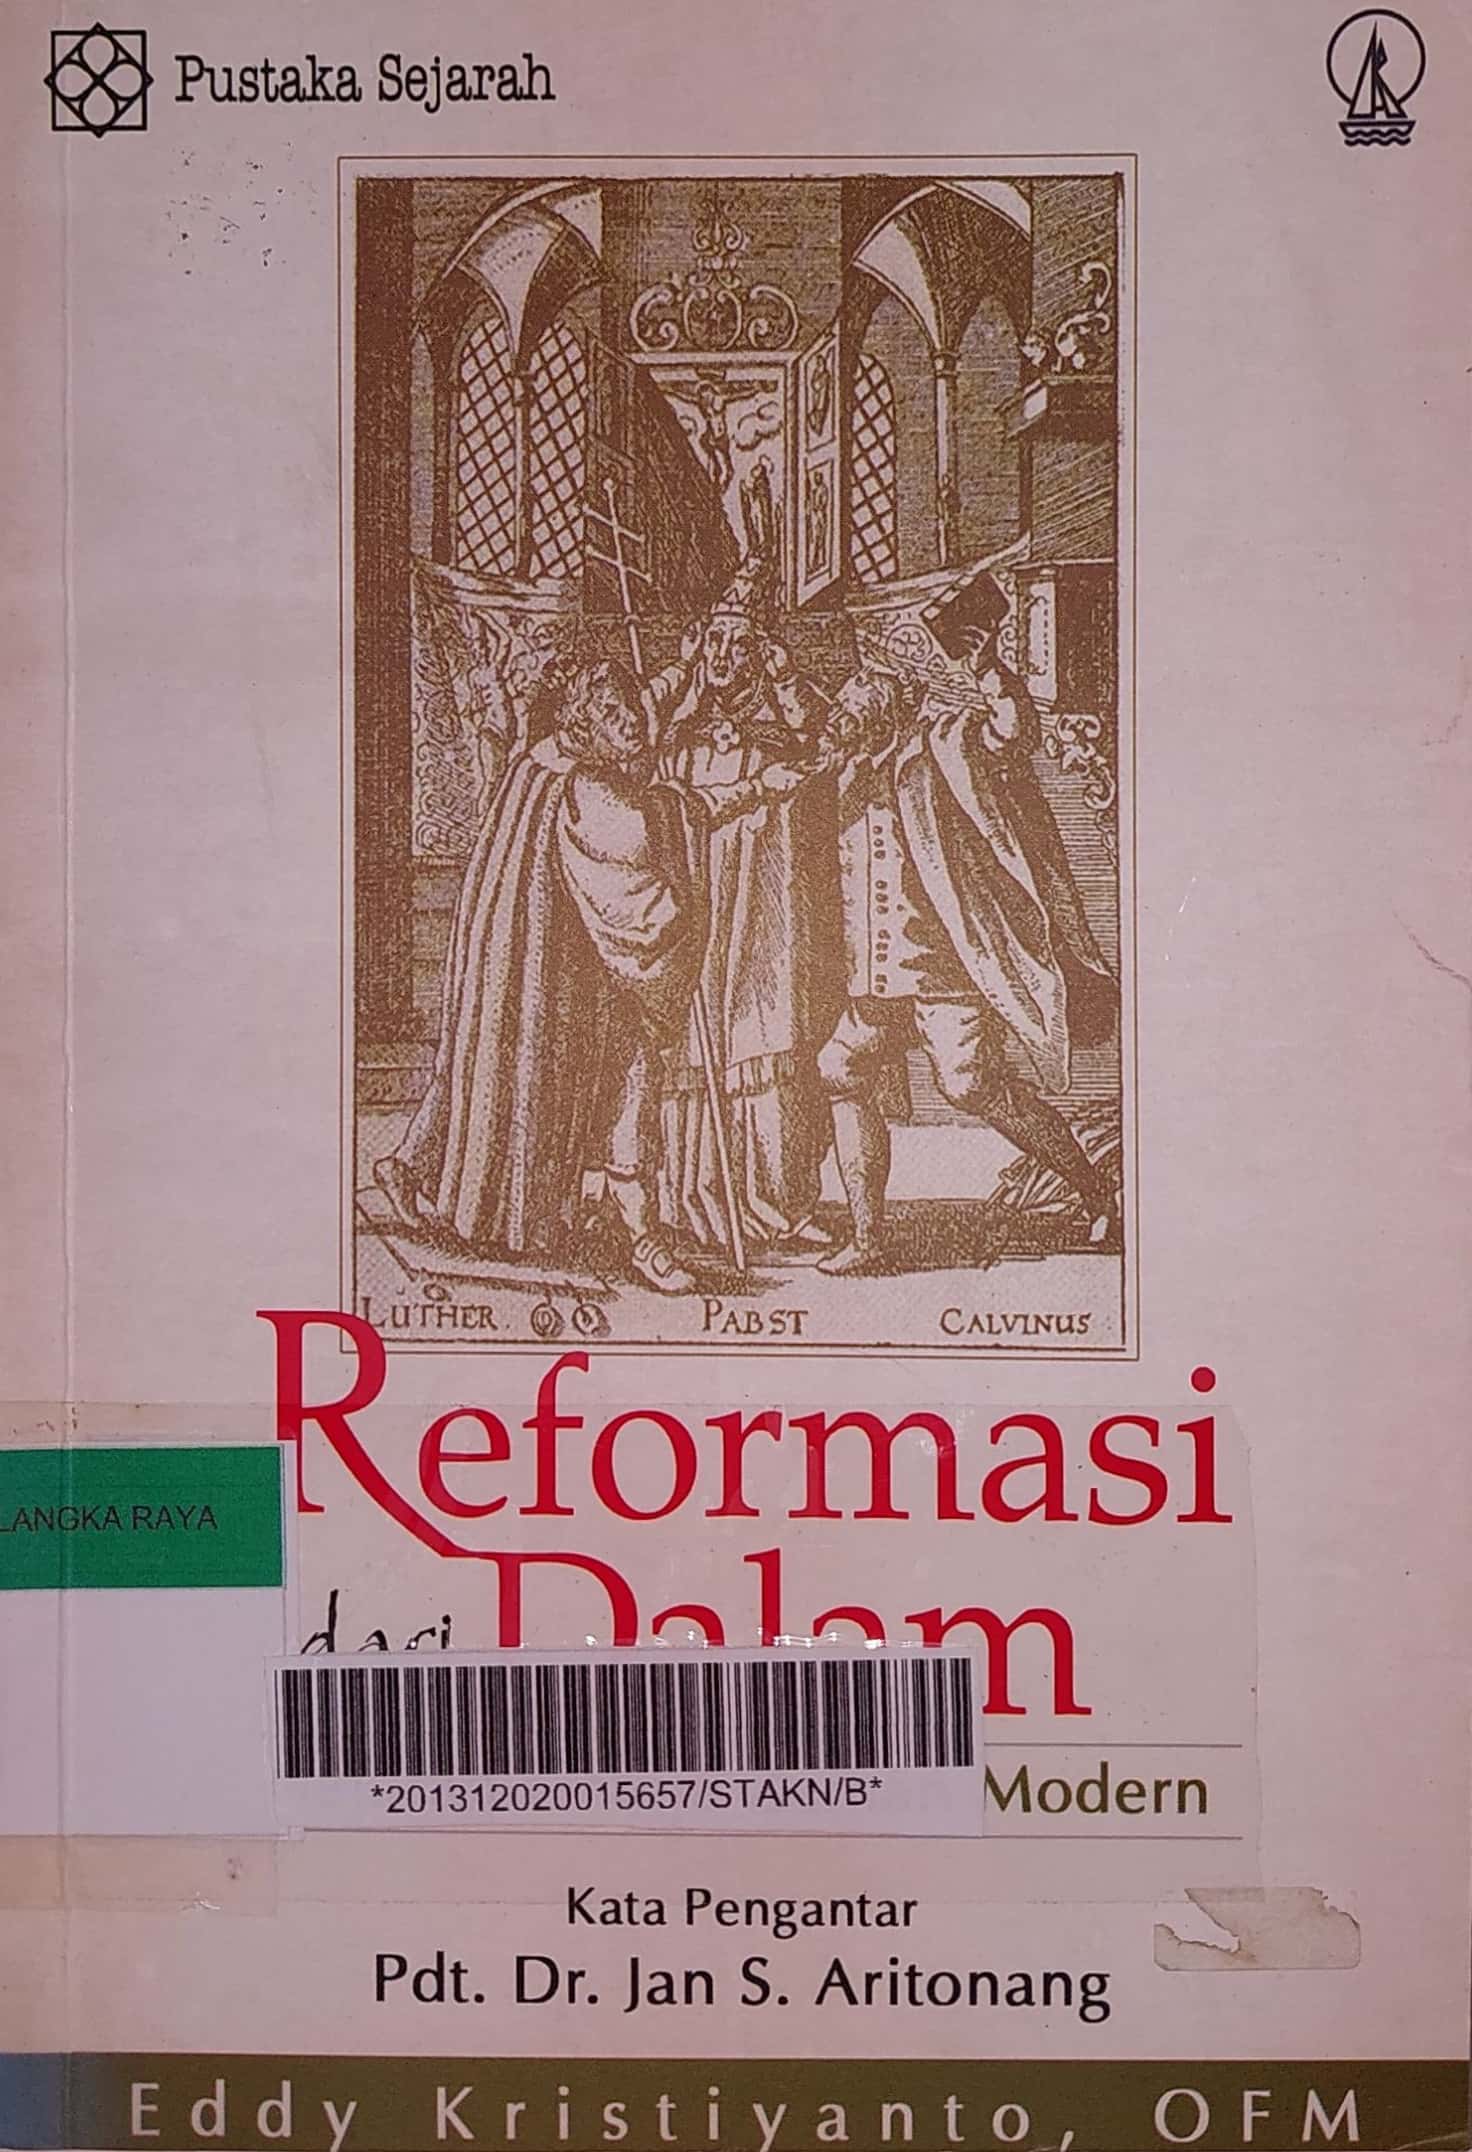 Pustaka Sejarah
LUTHER. PABST CALVINUS
Reformasi
LANGKA RAYA
dari Dalam
*201312020015657/STAKN/B*
Modern
Kata Pengantar
Pdt. Dr. Jan S. Aritonang
Eddy Kristiyanto, OFM